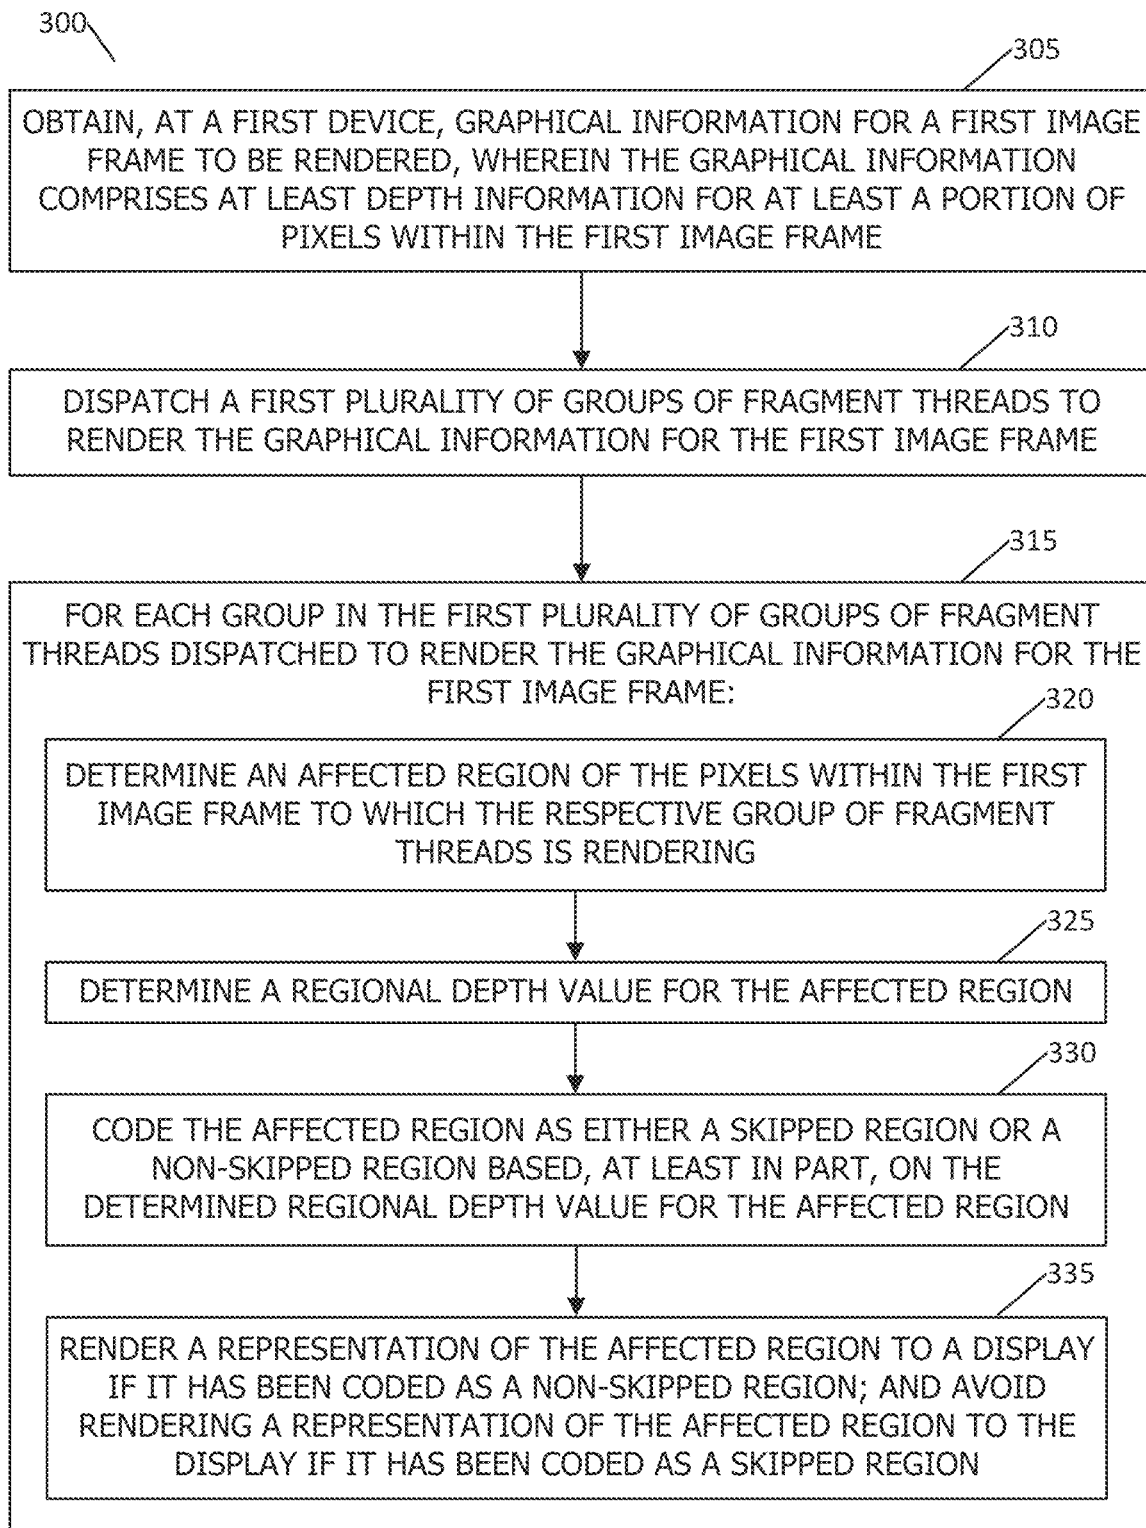 300
305
OBTAIN, AT A FIRST DEVICE, GRAPHICAL INFORMATION FOR A FIRST IMAGE
FRAME TO BE RENDERED, WHEREIN THE GRAPHICAL INFORMATION
COMPRISES AT LEAST DEPTH INFORMATION FOR AT LEAST A PORTION OF
PIXELS WITHIN THE FIRST IMAGE FRAME
310
DISPATCH A FIRST PLURALITY OF GROUPS OF FRAGMENT THREADS TO
RENDER THE GRAPHICAL INFORMATION FOR THE FIRST IMAGE FRAME
315
FOR EACH GROUP IN THE FIRST PLURALITY OF GROUPS OF FRAGMENT
THREADS DISPATCHED TO RENDER THE GRAPHICAL INFORMATION FOR THE
FIRST IMAGE FRAME:
320
DETERMINE AN AFFECTED REGION OF THE PIXELS WITHIN THE FIRST
IMAGE FRAME TO WHICH THE RESPECTIVE GROUP OF FRAGMENT
THREADS IS RENDERING
325
DETERMINE A REGIONAL DEPTH VALUE FOR THE AFFECTED REGION
330
CODE THE AFFECTED REGION AS EITHER A SKIPPED REGION OR A
NON-SKIPPED REGION BASED, AT LEAST IN PART, ON THE
DETERMINED REGIONAL DEPTH VALUE FOR THE AFFECTED REGION
335
RENDER A REPRESENTATION OF THE AFFECTED REGION TO A DISPLAY
IF IT HAS BEEN CODED AS A NON-SKIPPED REGION; AND AVOID
RENDERING A REPRESENTATION OF THE AFFECTED REGION TO THE
DISPLAY IF IT HAS BEEN CODED AS A SKIPPED REGION